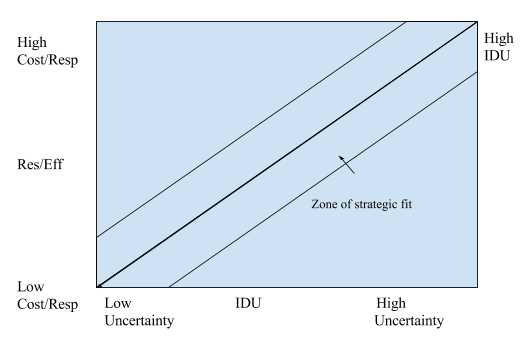 High
Cost/Resp
High
IDU
Res/Eff
Zone of strategic fit
Low
Cost/Resp
Low
Uncertainty
IDU
High
Uncertainty